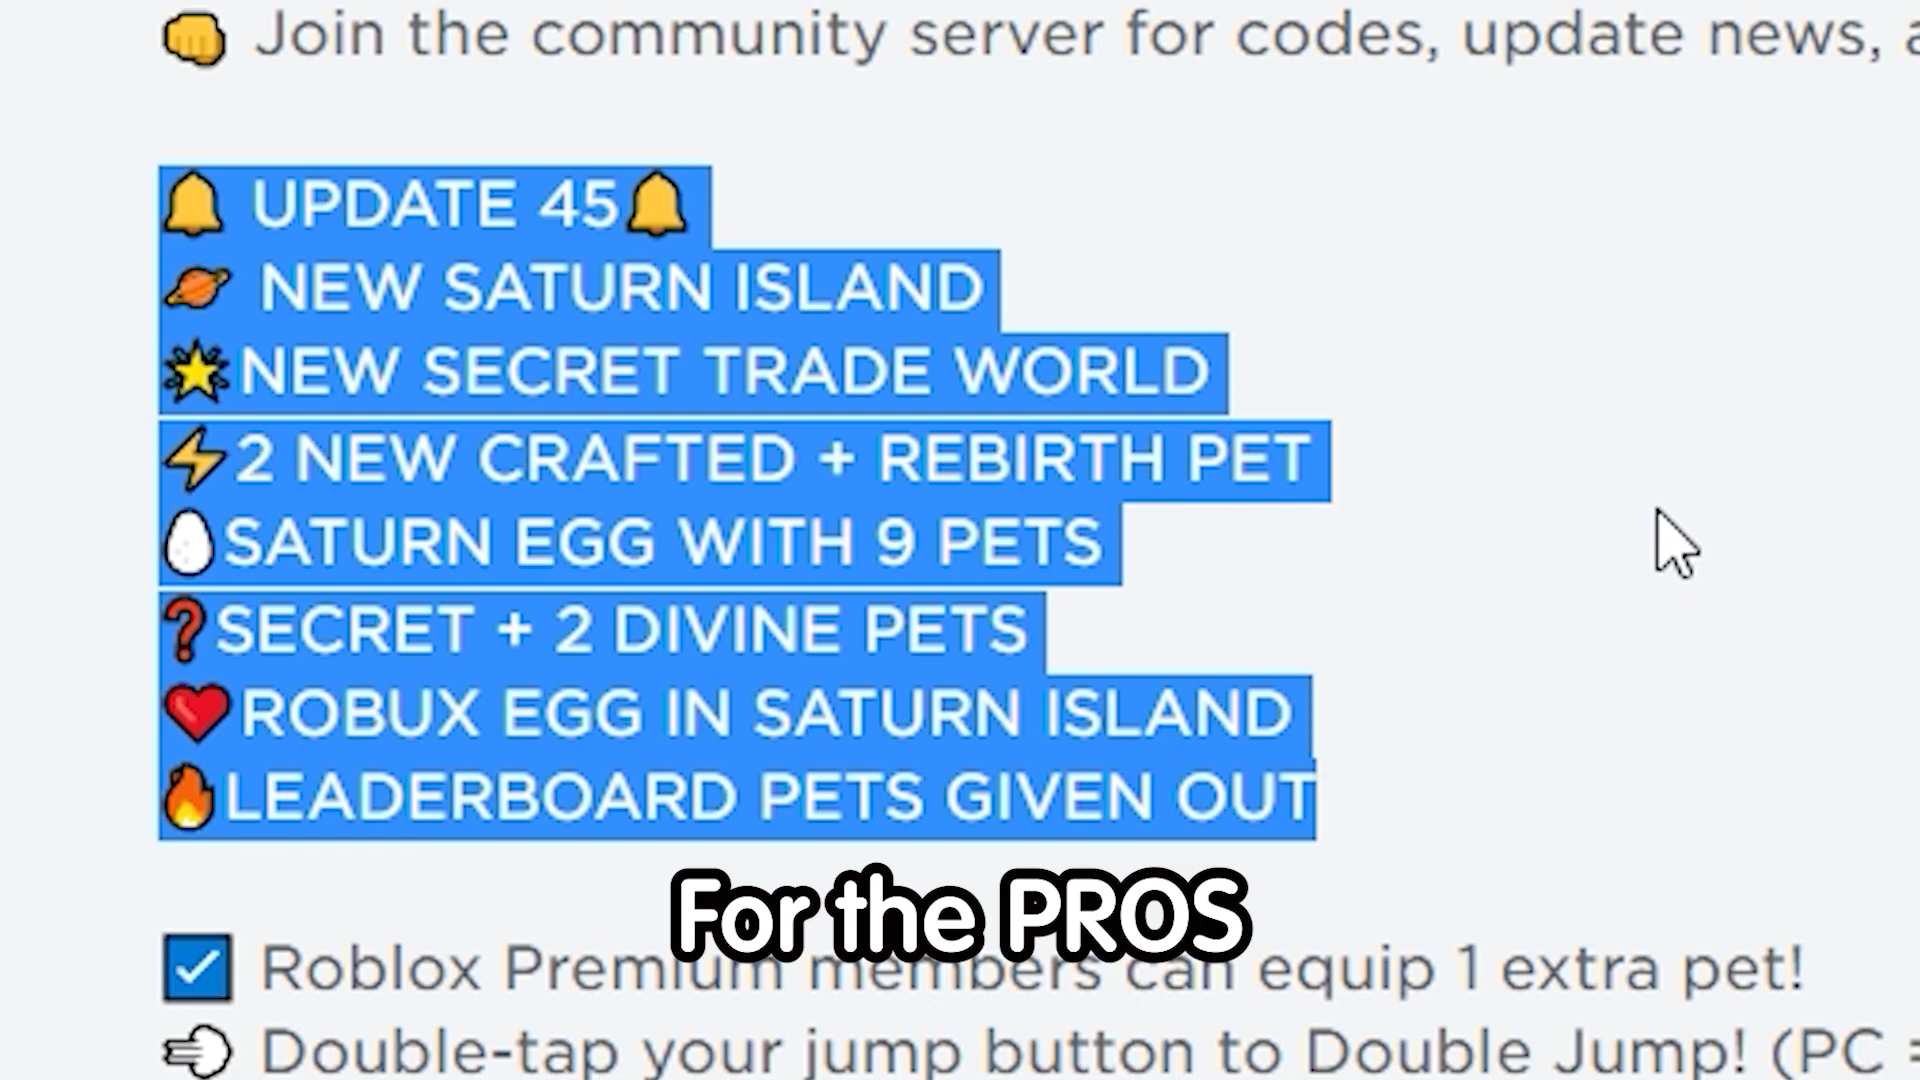 👊 Join the community server for codes, update news,
🔔 UPDATE 45🔔
🪐 NEW SATURN ISLAND
🌟NEW SECRET TRADE WORLD
⚡2 NEW CRAFTED + REBIRTH PET
🥚SATURN EGG WITH 9 PETS
❓SECRET + 2 DIVINE PETS
❤️ROBUX EGG IN SATURN ISLAND
🔥LEADERBOARD PETS GIVEN OUT
For the PROS
☑️ Roblox Premium members can equip 1 extra pet!
💨 Double-tap your jump button to Double Jump! (PC =